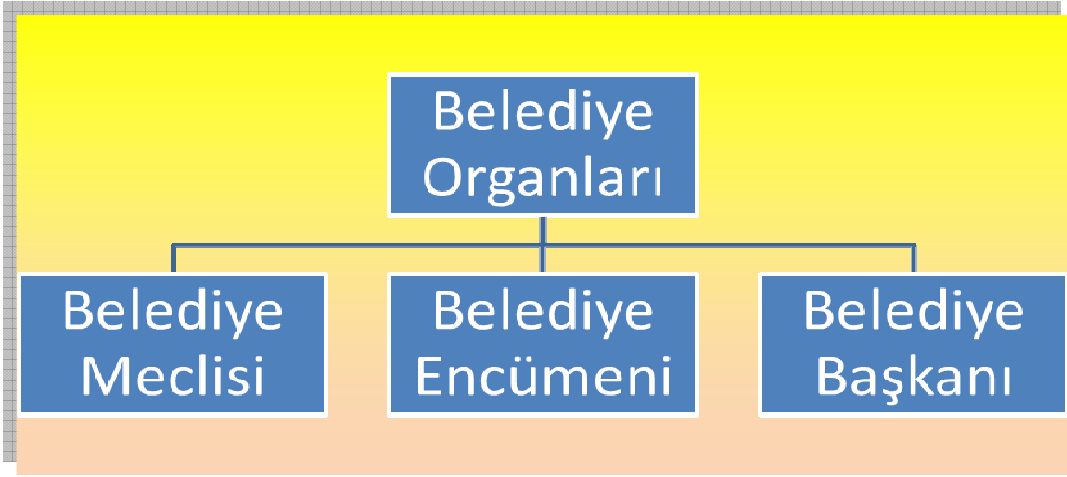 Belediye
Organları
Belediye
Meclisi
Belediye
Encümeni
Belediye
Başkanı